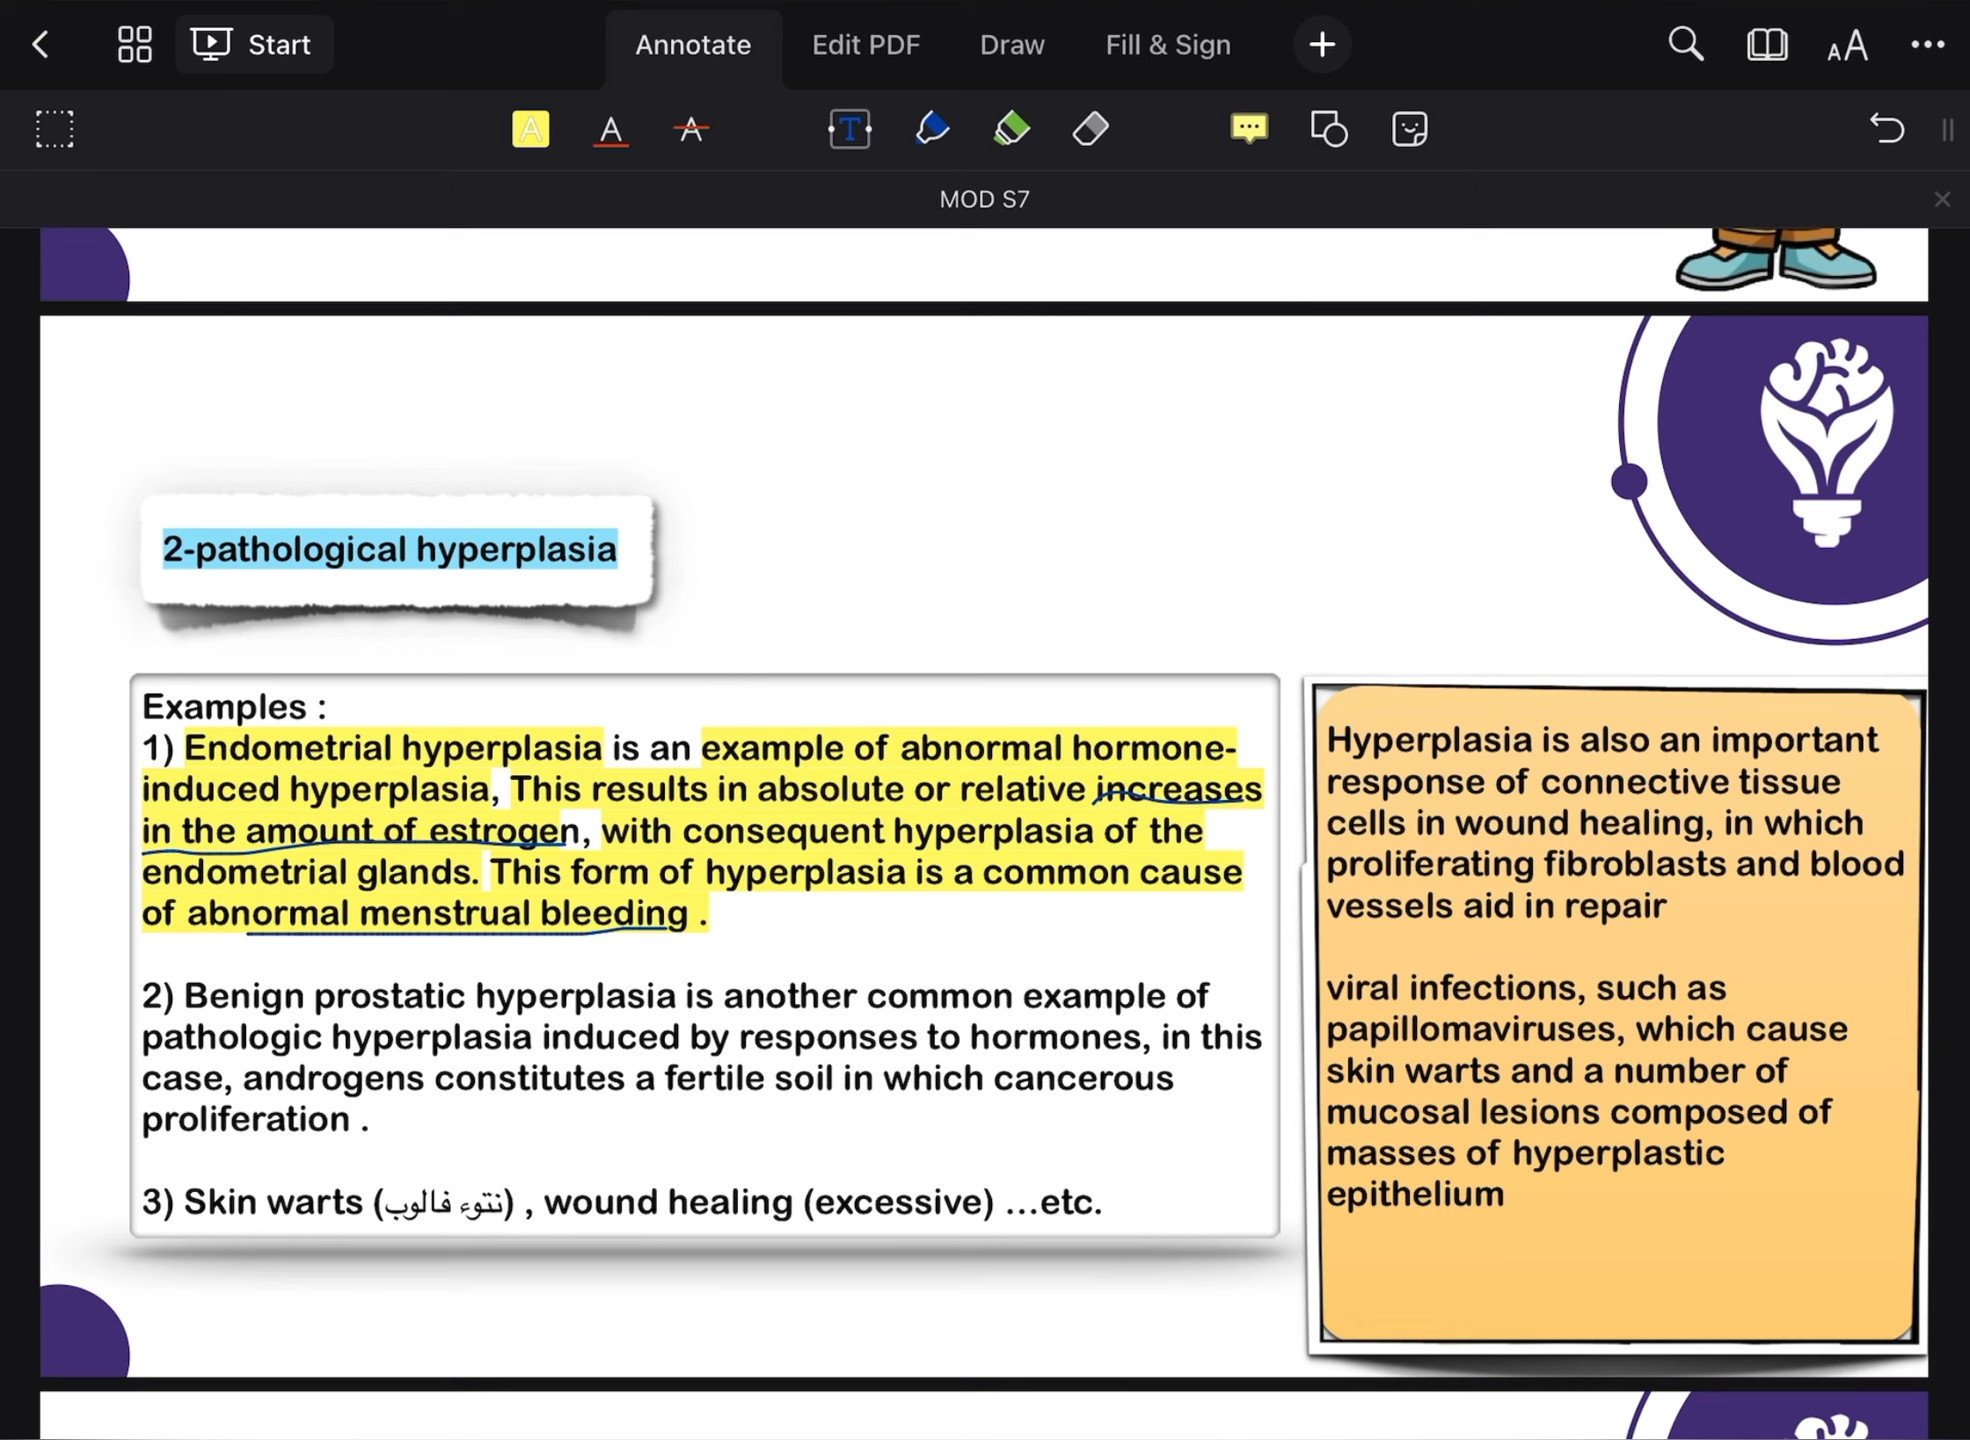 Start
Annotate
Edit PDF
Draw
Fill & Sign
AA
A
A
A
T
MOD S7
2-pathological hyperplasia
Examples :
1) Endometrial hyperplasia is an example of abnormal hormone-
induced hyperplasia, This results in absolute or relative increases
in the amount of estrogen, with consequent hyperplasia of the
endometrial glands. This form of hyperplasia is a common cause
of abnormal menstrual bleeding .
2) Benign prostatic hyperplasia is another common example of
pathologic hyperplasia induced by responses to hormones, in this
case, androgens constitutes a fertile soil in which cancerous
proliferation .
3) Skin warts (نتوء فالوب) , wound healing (excessive) ...etc.
Hyperplasia is also an important
response of connective tissue
cells in wound healing, in which
proliferating fibroblasts and blood
vessels aid in repair
viral infections, such as
papillomaviruses, which cause
skin warts and a number of
mucosal lesions composed of
masses of hyperplastic
epithelium